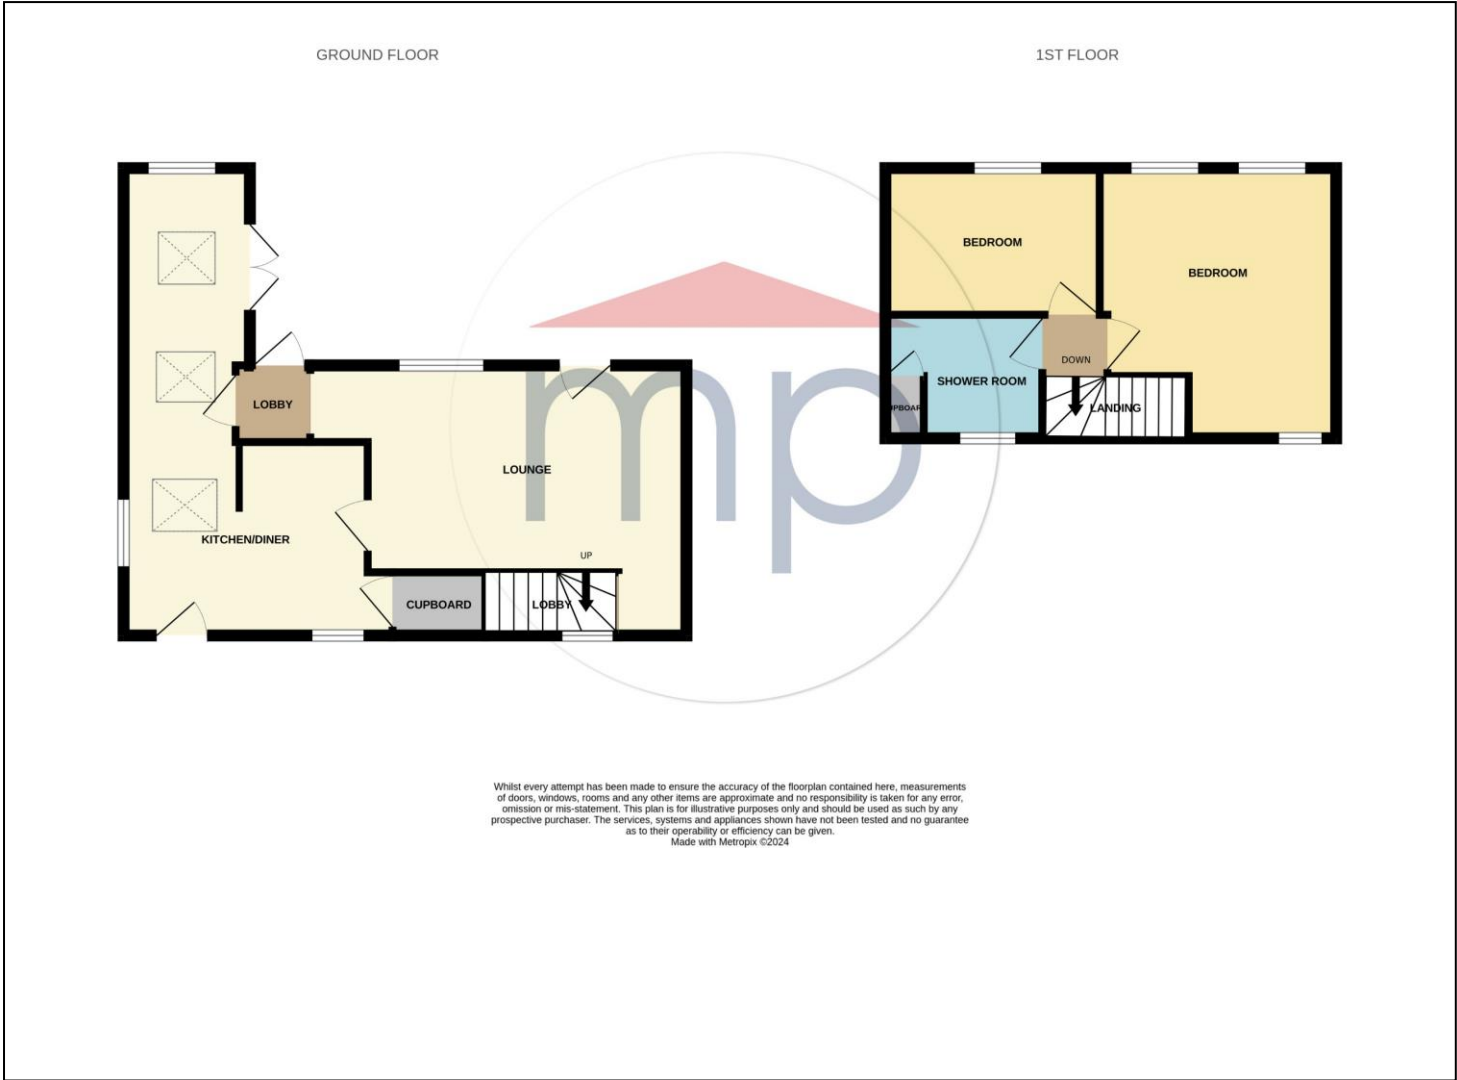 GROUND FLOOR
1ST FLOOR
BEDROOM
BEDROOM
DOWN
SHOWER ROOM
LANDING
LOBBY
LOUNGE
KITCHEN/DINER
UP
CUPBOARD
LOBBY
mp
Whilst every attempt has been made to ensure the accuracy of the floorplan contained here, measurements
of doors, windows, rooms and any other items are approximate and no responsibility is taken for any error,
omission or mis-statement. This plan is for illustrative purposes only and should be used as such by any
prospective purchaser. The services, systems and appliances shown have not been tested and no guarantee
as to their operability or efficiency can be given.
Made with Metropix ©2024